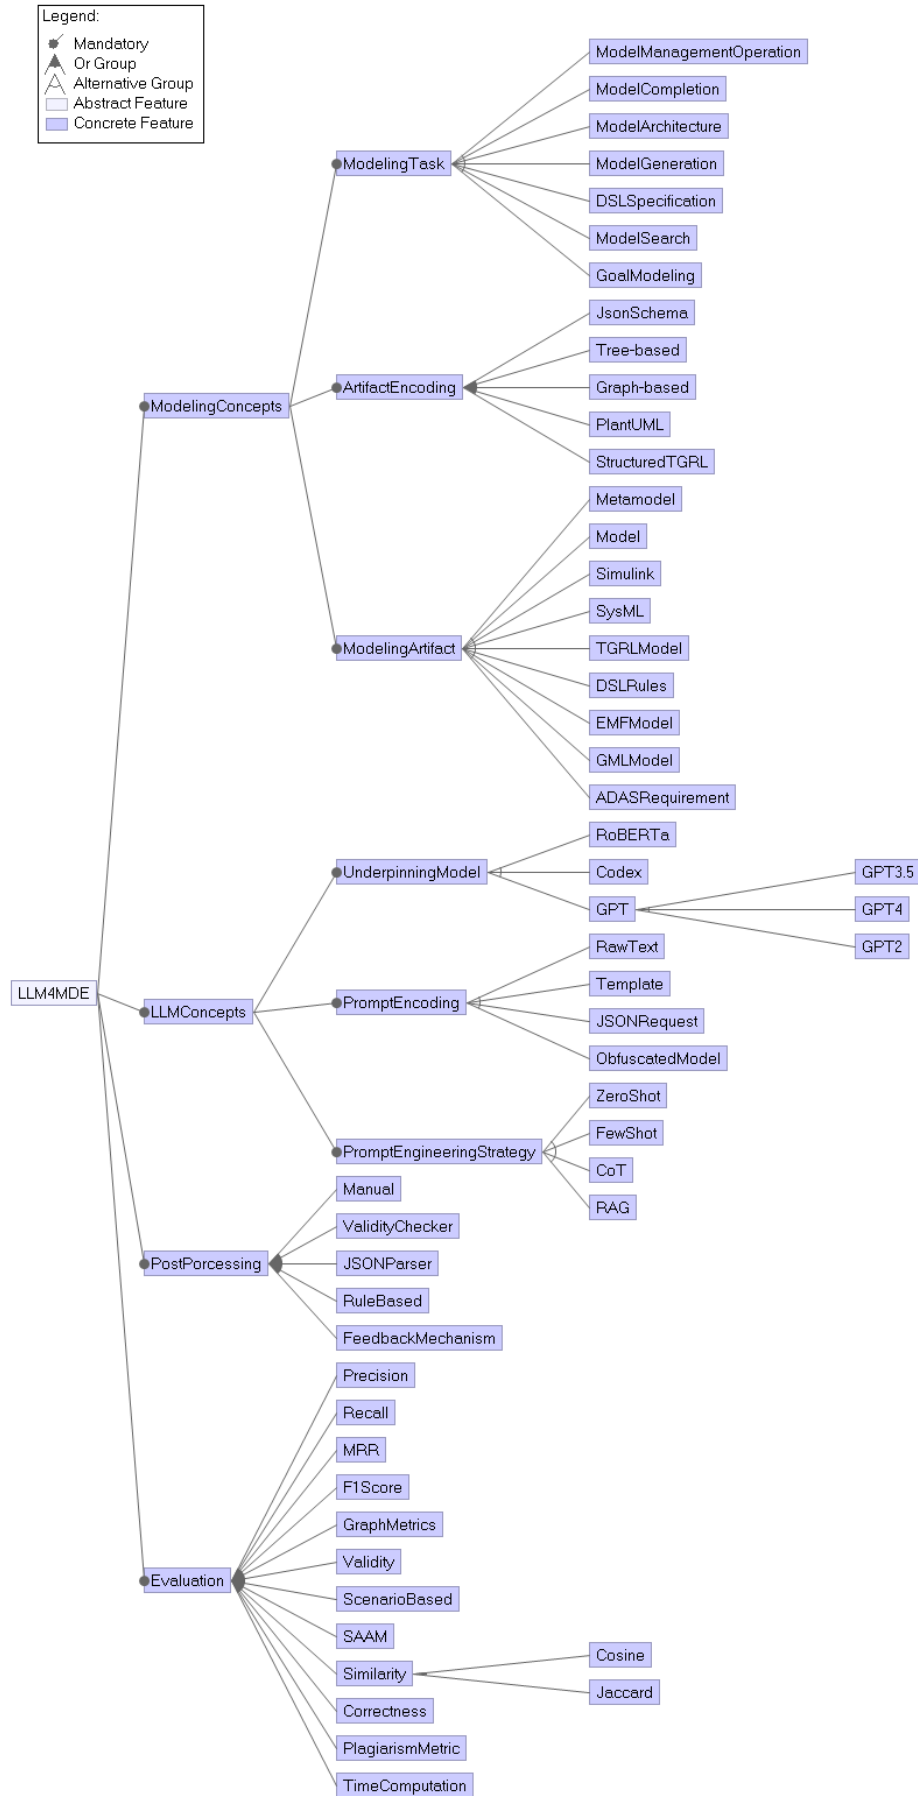 Legend:
Mandatory
Or Group
Alternative Group
Abstract Feature
Concrete Feature
ModelManagementOperation
ModelCompletion
ModelArchitecture
ModelingTask
ModelGeneration
DSLSpecification
ModelSearch
GoalModeling
JsonSchema
Tree-based
ArtifactEncoding
Graph-based
ModelingConcepts
PlantUML
StructuredTGRL
Metamodel
Model
Simulink
SysML
ModelingArtifact
TGRLModel
DSLRules
EMFModel
GMLModel
ADASRequirement
RoBERTa
UnderpinningModel
Codex
GPT3.5
GPT
GPT4
RawText
GPT2
Template
LLM4MDE
PromptEncoding
LLMConcepts
JSONRequest
ObfuscatedModel
ZeroShot
FewShot
PromptEngineeringStrategy
CoT
Manual
RAG
ValidityChecker
PostPorcessing
JSONParser
RuleBased
FeedbackMechanism
Precision
Recall
MRR
F1Score
GraphMetrics
Validity
Evaluation
ScenarioBased
SAAM
Cosine
Similarity
Jaccard
Correctness
PlagiarismMetric
TimeComputation